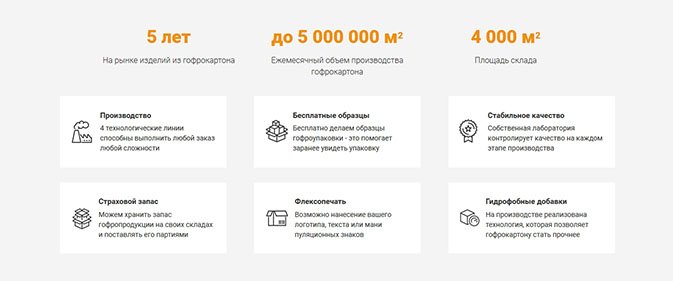 5 лет
до 5 000 000 м²
4 000 м²
На рынке изделий из гофрокартона
Ежемесячный объем производства
гофрокартона
Площадь склада
Производство
4 технологические линии
способны выполнить любой заказ
любой сложности
Бесплатные образцы
Бесплатно делаем образцы
гофроупаковки - это помогает
заранее увидеть упаковку
Стабильное качество
Собственная лаборатория
контролирует качество на каждом
этапе производства
Страховой запас
Можем хранить запас
гофропродукции на своих складах
и поставлять его партиями
Флексопечать
Возможно нанесение вашего
логотипа, текста или мани
пуляционных знаков
Гидрофобные добавки
На производстве реализована
технология, которая позволяет
гофрокартону стать прочнее